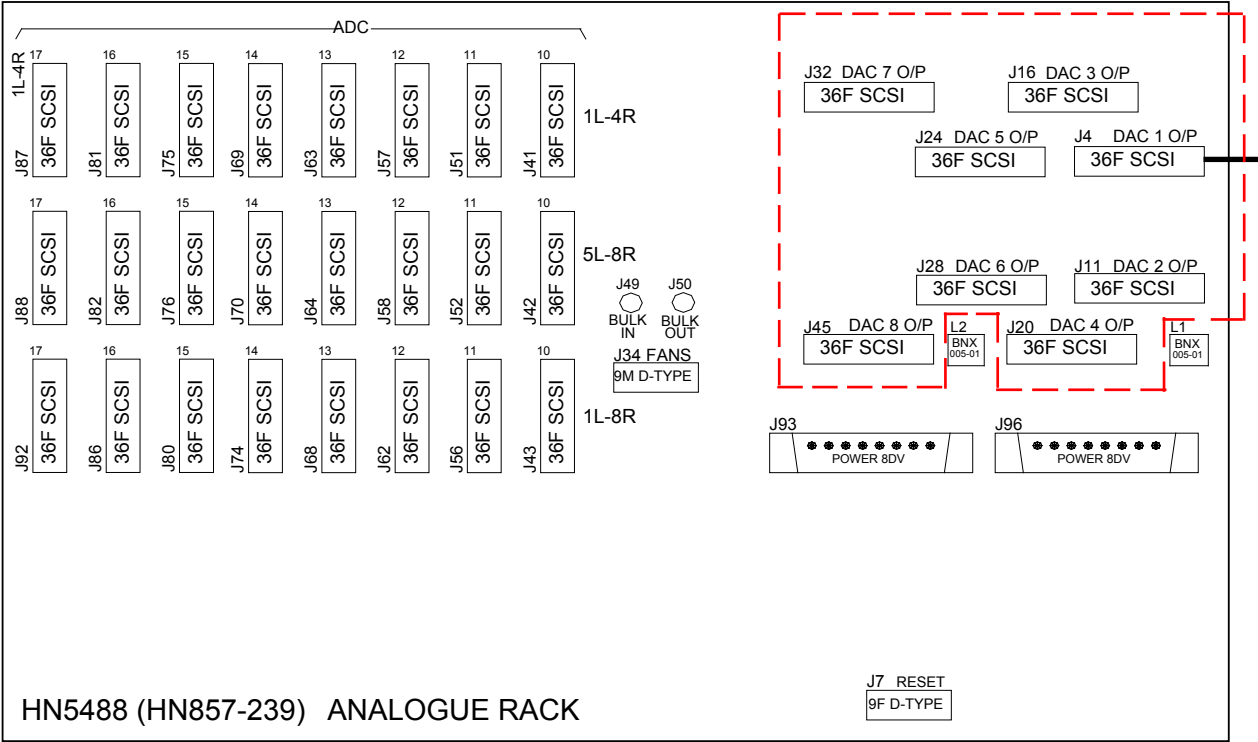 ADC
1L-4R
17 16 15 14 13 12 11 10
J87 36F SCSI
J81 36F SCSI
J75 36F SCSI
J69 36F SCSI
J63 36F SCSI
J57 36F SCSI
J51 36F SCSI
J41 36F SCSI
1L-4R
17 16 15 14 13 12 11 10
J88 36F SCSI
J82 36F SCSI
J76 36F SCSI
J70 36F SCSI
J64 36F SCSI
J58 36F SCSI
J52 36F SCSI
J42 36F SCSI
5L-8R
17 16 15 14 13 12 11 10
J92 36F SCSI
J86 36F SCSI
J80 36F SCSI
J74 36F SCSI
J68 36F SCSI
J62 36F SCSI
J56 36F SCSI
J43 36F SCSI
1L-8R
J49
BULK
IN
J50
BULK
OUT
J34 FANS
9M D-TYPE
J32 DAC 7 O/P
36F SCSI
J16 DAC 3 O/P
36F SCSI
J24 DAC 5 O/P
36F SCSI
J4 DAC 1 O/P
36F SCSI
J28 DAC 6 O/P
36F SCSI
J11 DAC 2 O/P
36F SCSI
J45 DAC 8 O/P
36F SCSI
L2
BNX
005-01
J20 DAC 4 O/P
36F SCSI
L1
BNX
005-01
J93
POWER 8DV
J96
POWER 8DV
J7 RESET
9F D-TYPE
HN5488 (HN857-239) ANALOGUE RACK